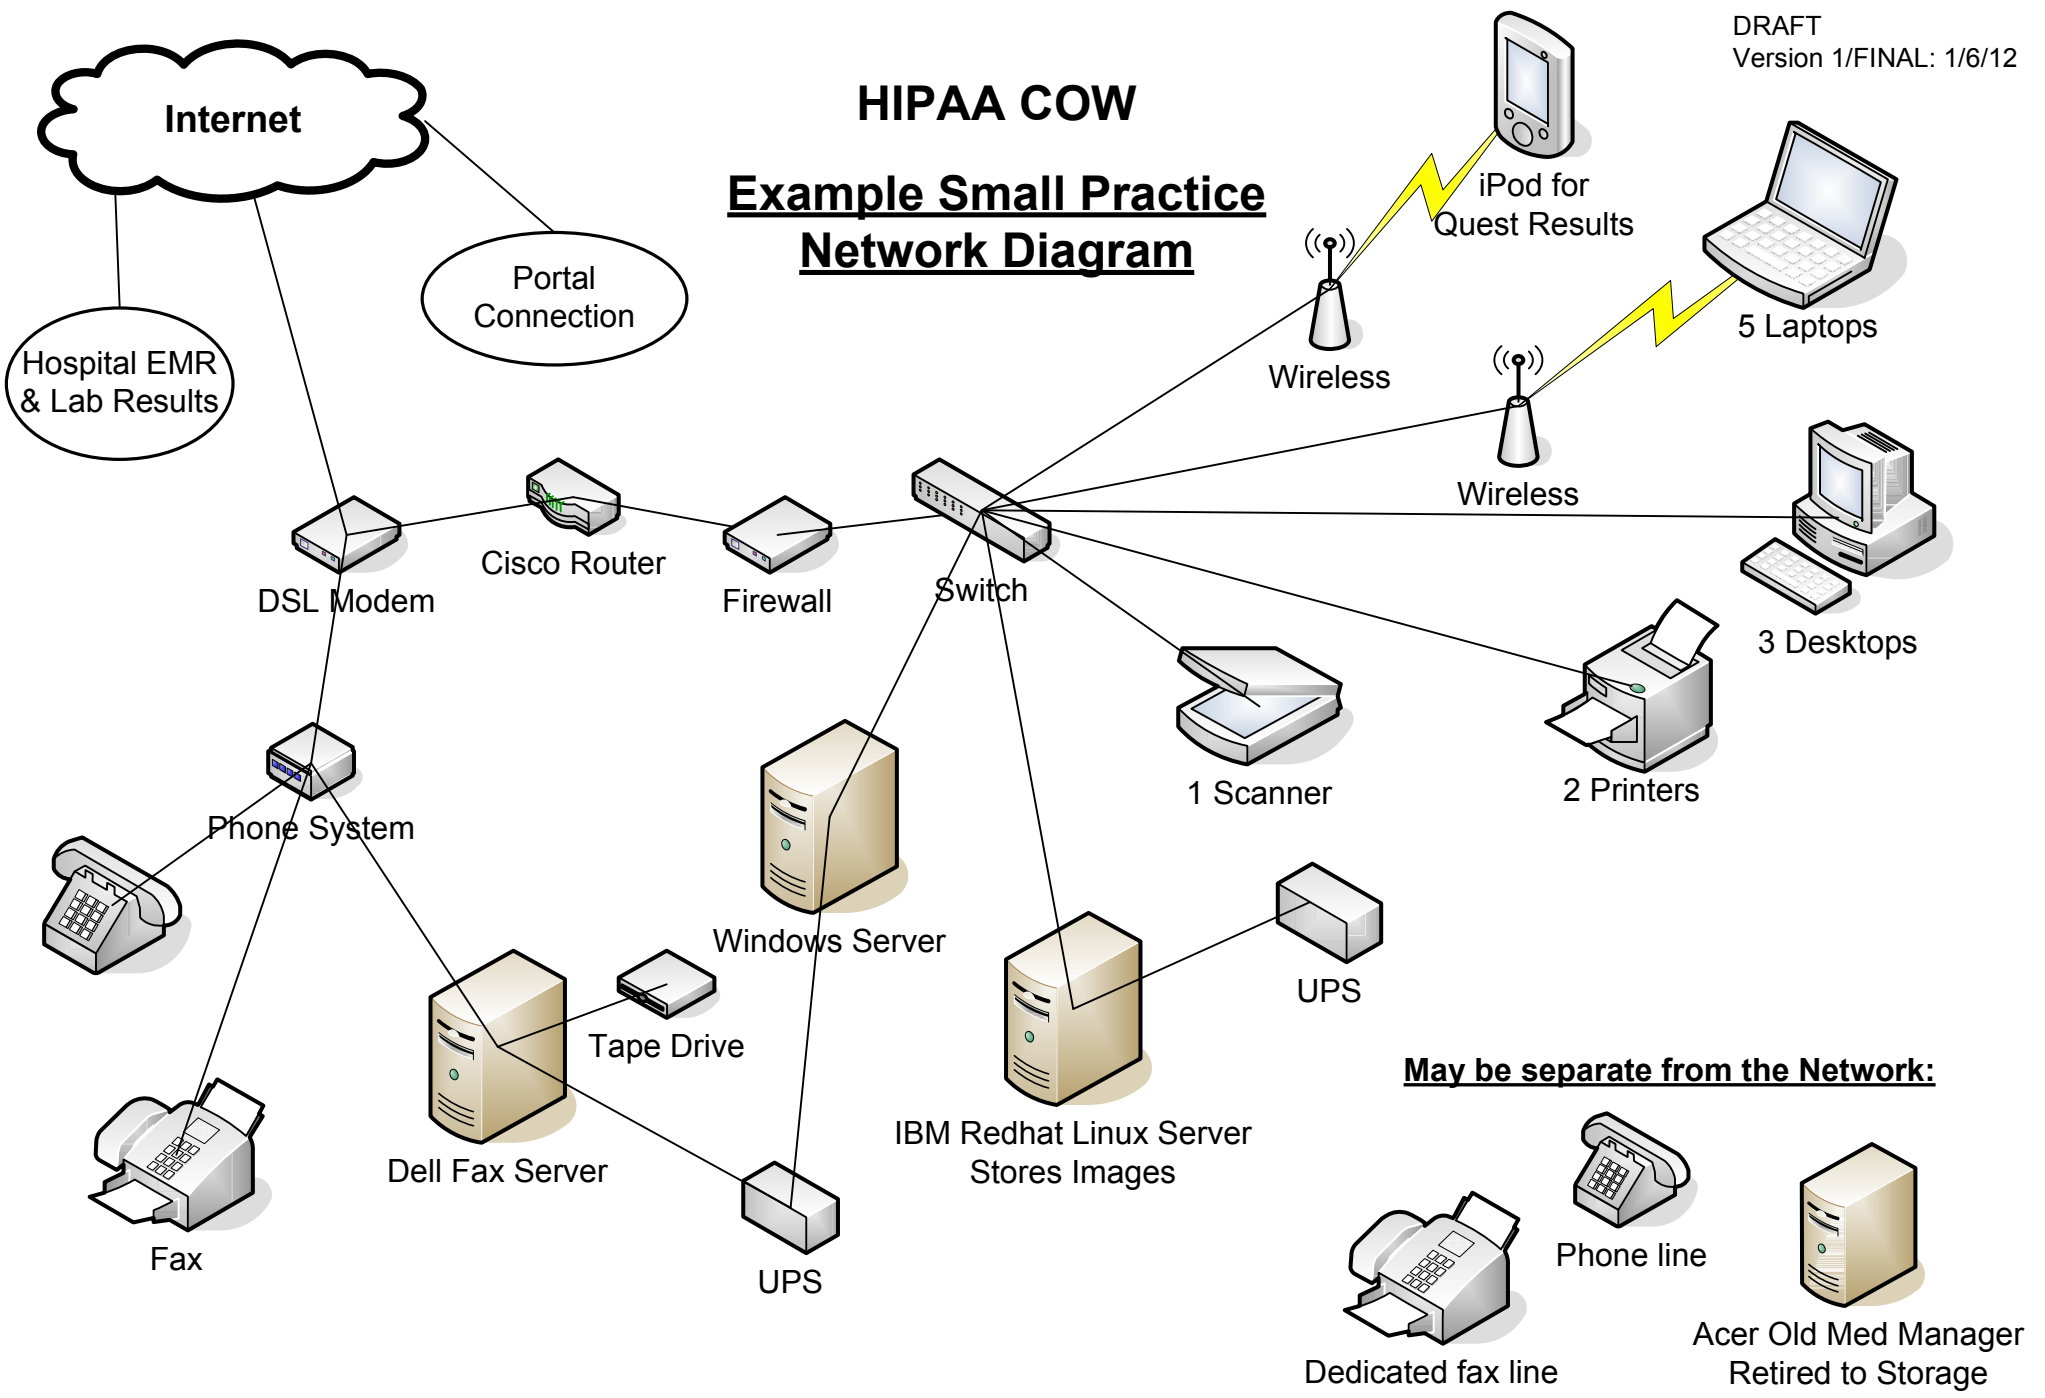 DRAFT
Version 1/FINAL: 1/6/12
HIPAA COW
Example Small Practice
Network Diagram
Internet
Portal
Connection
Hospital EMR
& Lab Results
iPod for
Quest Results
5 Laptops
Wireless
Wireless
DSL Modem
Cisco Router
Firewall
Switch
3 Desktops
1 Scanner
2 Printers
Phone System
Windows Server
UPS
Tape Drive
Dell Fax Server
IBM Redhat Linux Server
Stores Images
Fax
UPS
May be separate from the Network:
Phone line
Dedicated fax line
Acer Old Med Manager
Retired to Storage